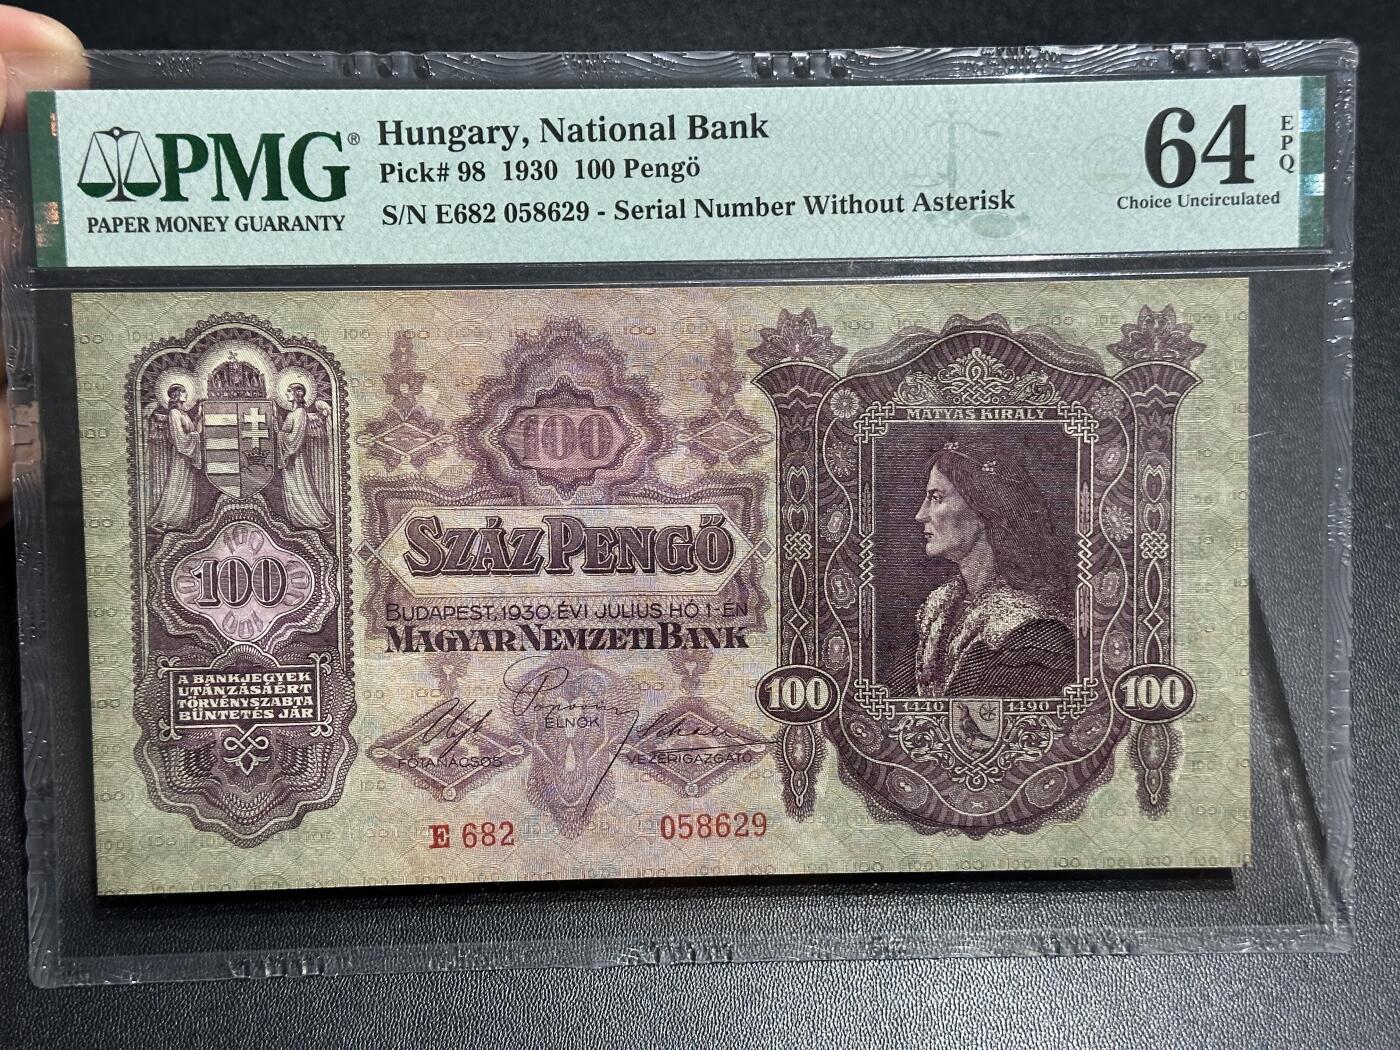 PMG®
PAPER MONEY GUARANTY
Hungary, National Bank
Pick# 98 1930 100 Pengö
S/N E682 058629 - Serial Number Without Asterisk
64
EPQ
Choice Uncirculated
100
100
A BANKJEGYEK
UTÁNZÁSÁÉRT
TÖRVÉNYSZABTA
BÜNTETÉS JÁR
SZÁZ PENGŐ
BUDAPEST, 1930. ÉVI JULIUS HÓ 1-ÉN
MAGYAR NEMZETI BANK
FŐTANÁCSOS
ELNÖK
VEZÉRIGAZGATÓ
E 682
058629
MÁTYÁS KIRÁLY
100
100
1440 1490